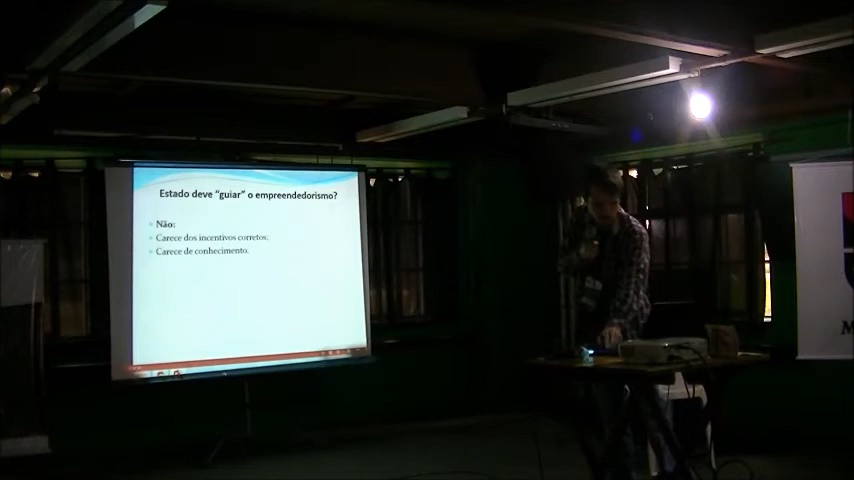 Estado deve "guiar" o empreendedorismo?
Não:
Carece dos incentivos corretos;
Carece de conhecimento.
M